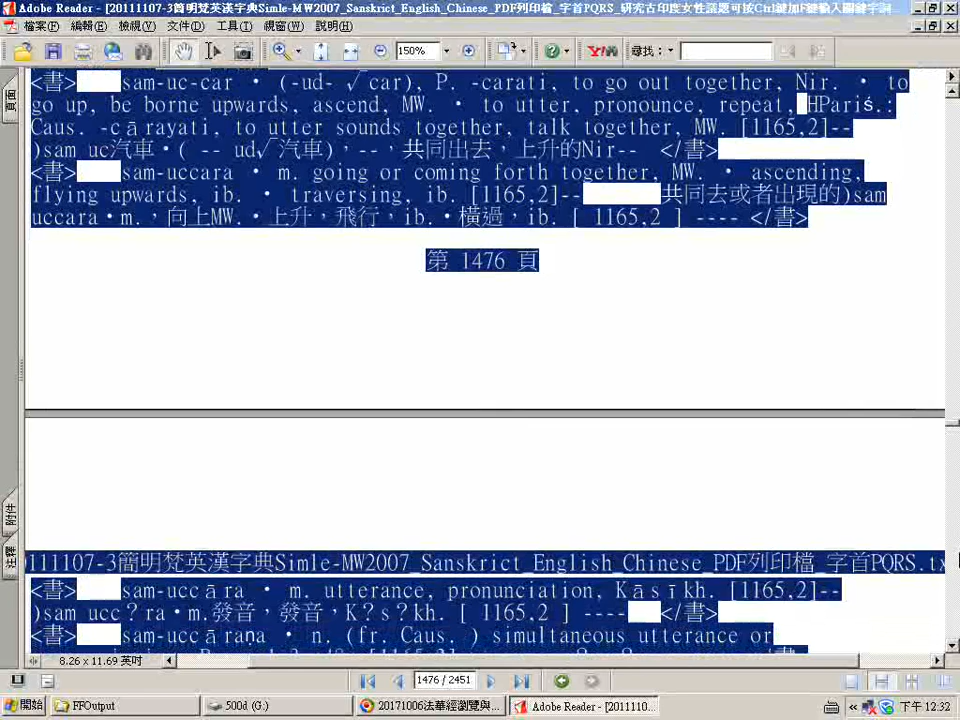 Adobe Reader - [20111107-3簡明梵英漢字典Simle-MW2007_Sanskrict_English_Chinese_PDF列印檔_字首PQRS_研究古印度女性議題可按Ctrl鍵加F鍵輸入關鍵字詞
檔案(F) 編輯(E) 檢視(V) 文件(D) 工具(T) 視窗(W) 說明(H)
150% 尋找:
頁面
<書> sam-uc-car • (-ud- √car), P. -carati, to go out together, Nir. • to
go up, be borne upwards, ascend, MW. • to utter, pronounce, repeat, HPariś.:
Caus. -cārayati, to utter sounds together, talk together, MW. [1165,2]--
)sam uc汽車•( -- ud√汽車),--,共同出去,上升的Nir-- </書>
<書> sam-uccara • m. going or coming forth together, MW. • ascending,
flying upwards, ib. • traversing, ib. [1165,2]-- 共同去或者出現的)sam
uccara•m.,向上MW.•上升,飛行,ib.•橫過,ib. [ 1165,2 ] ---- </書>
第 1476 頁
111107-3簡明梵英漢字典Simle-MW2007_Sanskrict_English_Chinese_PDF列印檔_字首PQRS.tx
<書> sam-uccāra • m. utterance, pronunciation, Kāśīkh. [1165,2]--
)sam ucc?ra•m.發音,發音,K?s?kh. [ 1165,2 ] ---- </書>
<書> sam-uccāraṇa • n. (fr. Caus. ) simultaneous utterance or
附件
注釋
8.26 x 11.69 英吋
1476 / 2451
開始 FFOutput 500d (G:) 20171006法華經瀏覽與... Adobe Reader - [201110... 下午 12:32